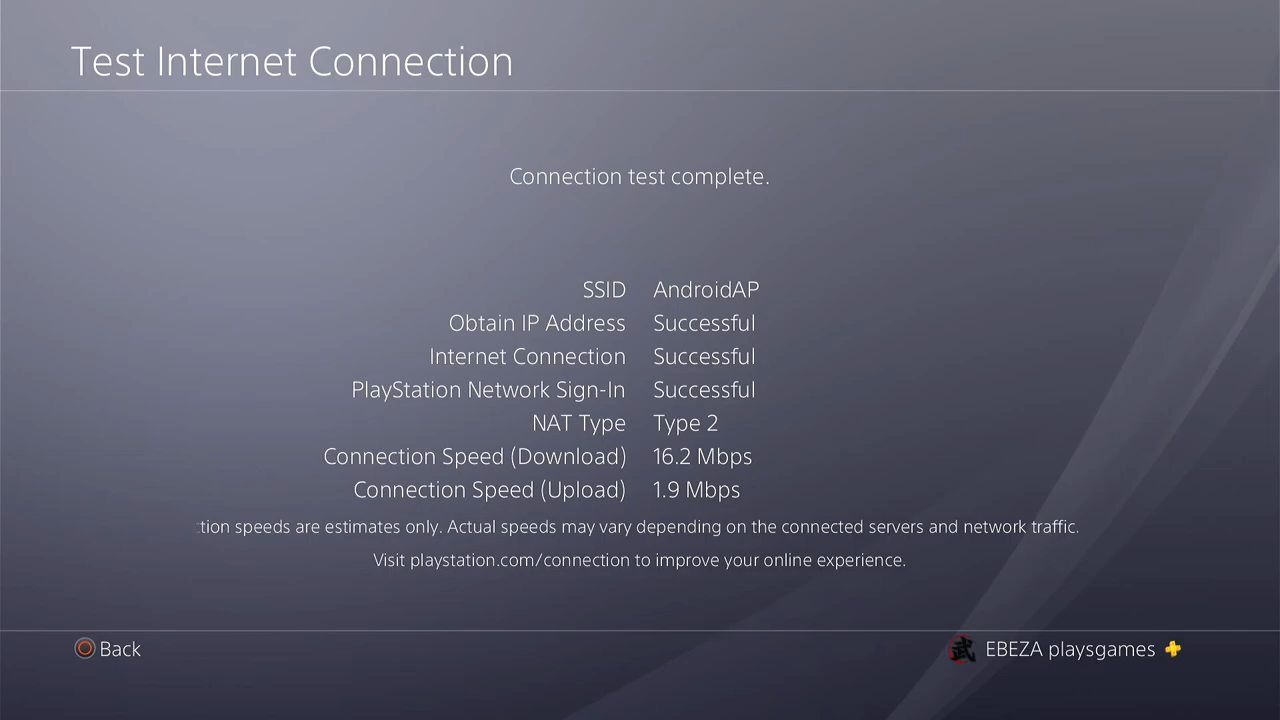 Test Internet Connection
Connection test complete.
SSID AndroidAP
Obtain IP Address Successful
Internet Connection Successful
PlayStation Network Sign-In Successful
NAT Type Type 2
Connection Speed (Download) 16.2 Mbps
Connection Speed (Upload) 1.9 Mbps
tion speeds are estimates only. Actual speeds may vary depending on the connected servers and network traffic.
Visit playstation.com/connection to improve your online experience.
Back
武 EBEZA playsgames